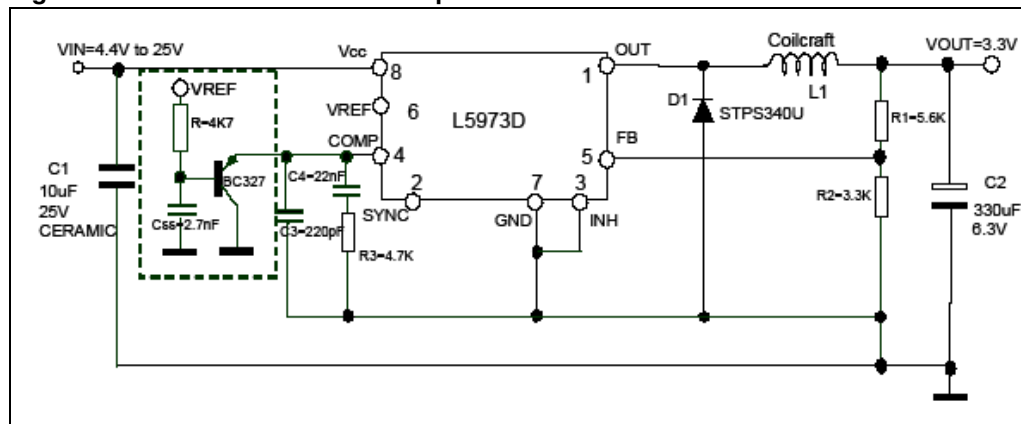 VIN=4.4V to 25V
Vcc
8
OUT
1
Coilcraft
L1
VOUT=3.3V
VREF
R=4K7
VREF
6
L5973D
D1
STPS340U
R1=5.6K
COMP
4
FB
5
BC327
C4=22nF
C1
10uF
25V
CERAMIC
Css=2.7nF
2
SYNC
7
GND
3
INH
R2=3.3K
C2
330uF
6.3V
C3=220pF
R3=4.7K